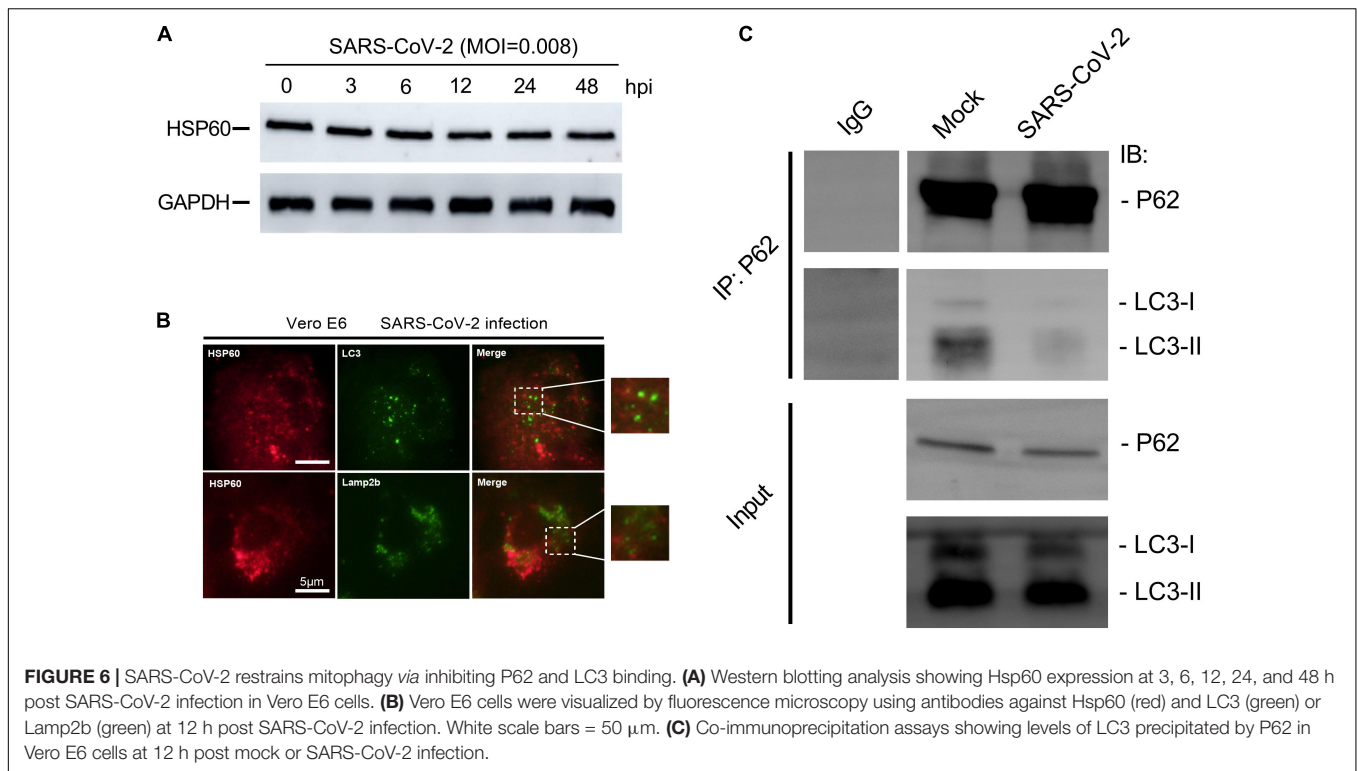 A
SARS-CoV-2 (MOI=0.008)
0 3 6 12 24 48 hpi
HSP60
GAPDH
B
Vero E6 SARS-CoV-2 infection
HSP60 LC3 Merge
HSP60 Lamp2b Merge
5μm
C
IgG Mock SARS-CoV-2
IB:
IP: P62
- P62
- LC3-I
- LC3-II
Input
- P62
- LC3-I
- LC3-II
FIGURE 6 | SARS-CoV-2 restrains mitophagy via inhibiting P62 and LC3 binding. (A) Western blotting analysis showing Hsp60 expression at 3, 6, 12, 24, and 48 h
post SARS-CoV-2 infection in Vero E6 cells. (B) Vero E6 cells were visualized by fluorescence microscopy using antibodies against Hsp60 (red) and LC3 (green) or
Lamp2b (green) at 12 h post SARS-CoV-2 infection. White scale bars = 50 μm. (C) Co-immunoprecipitation assays showing levels of LC3 precipitated by P62 in
Vero E6 cells at 12 h post mock or SARS-CoV-2 infection.